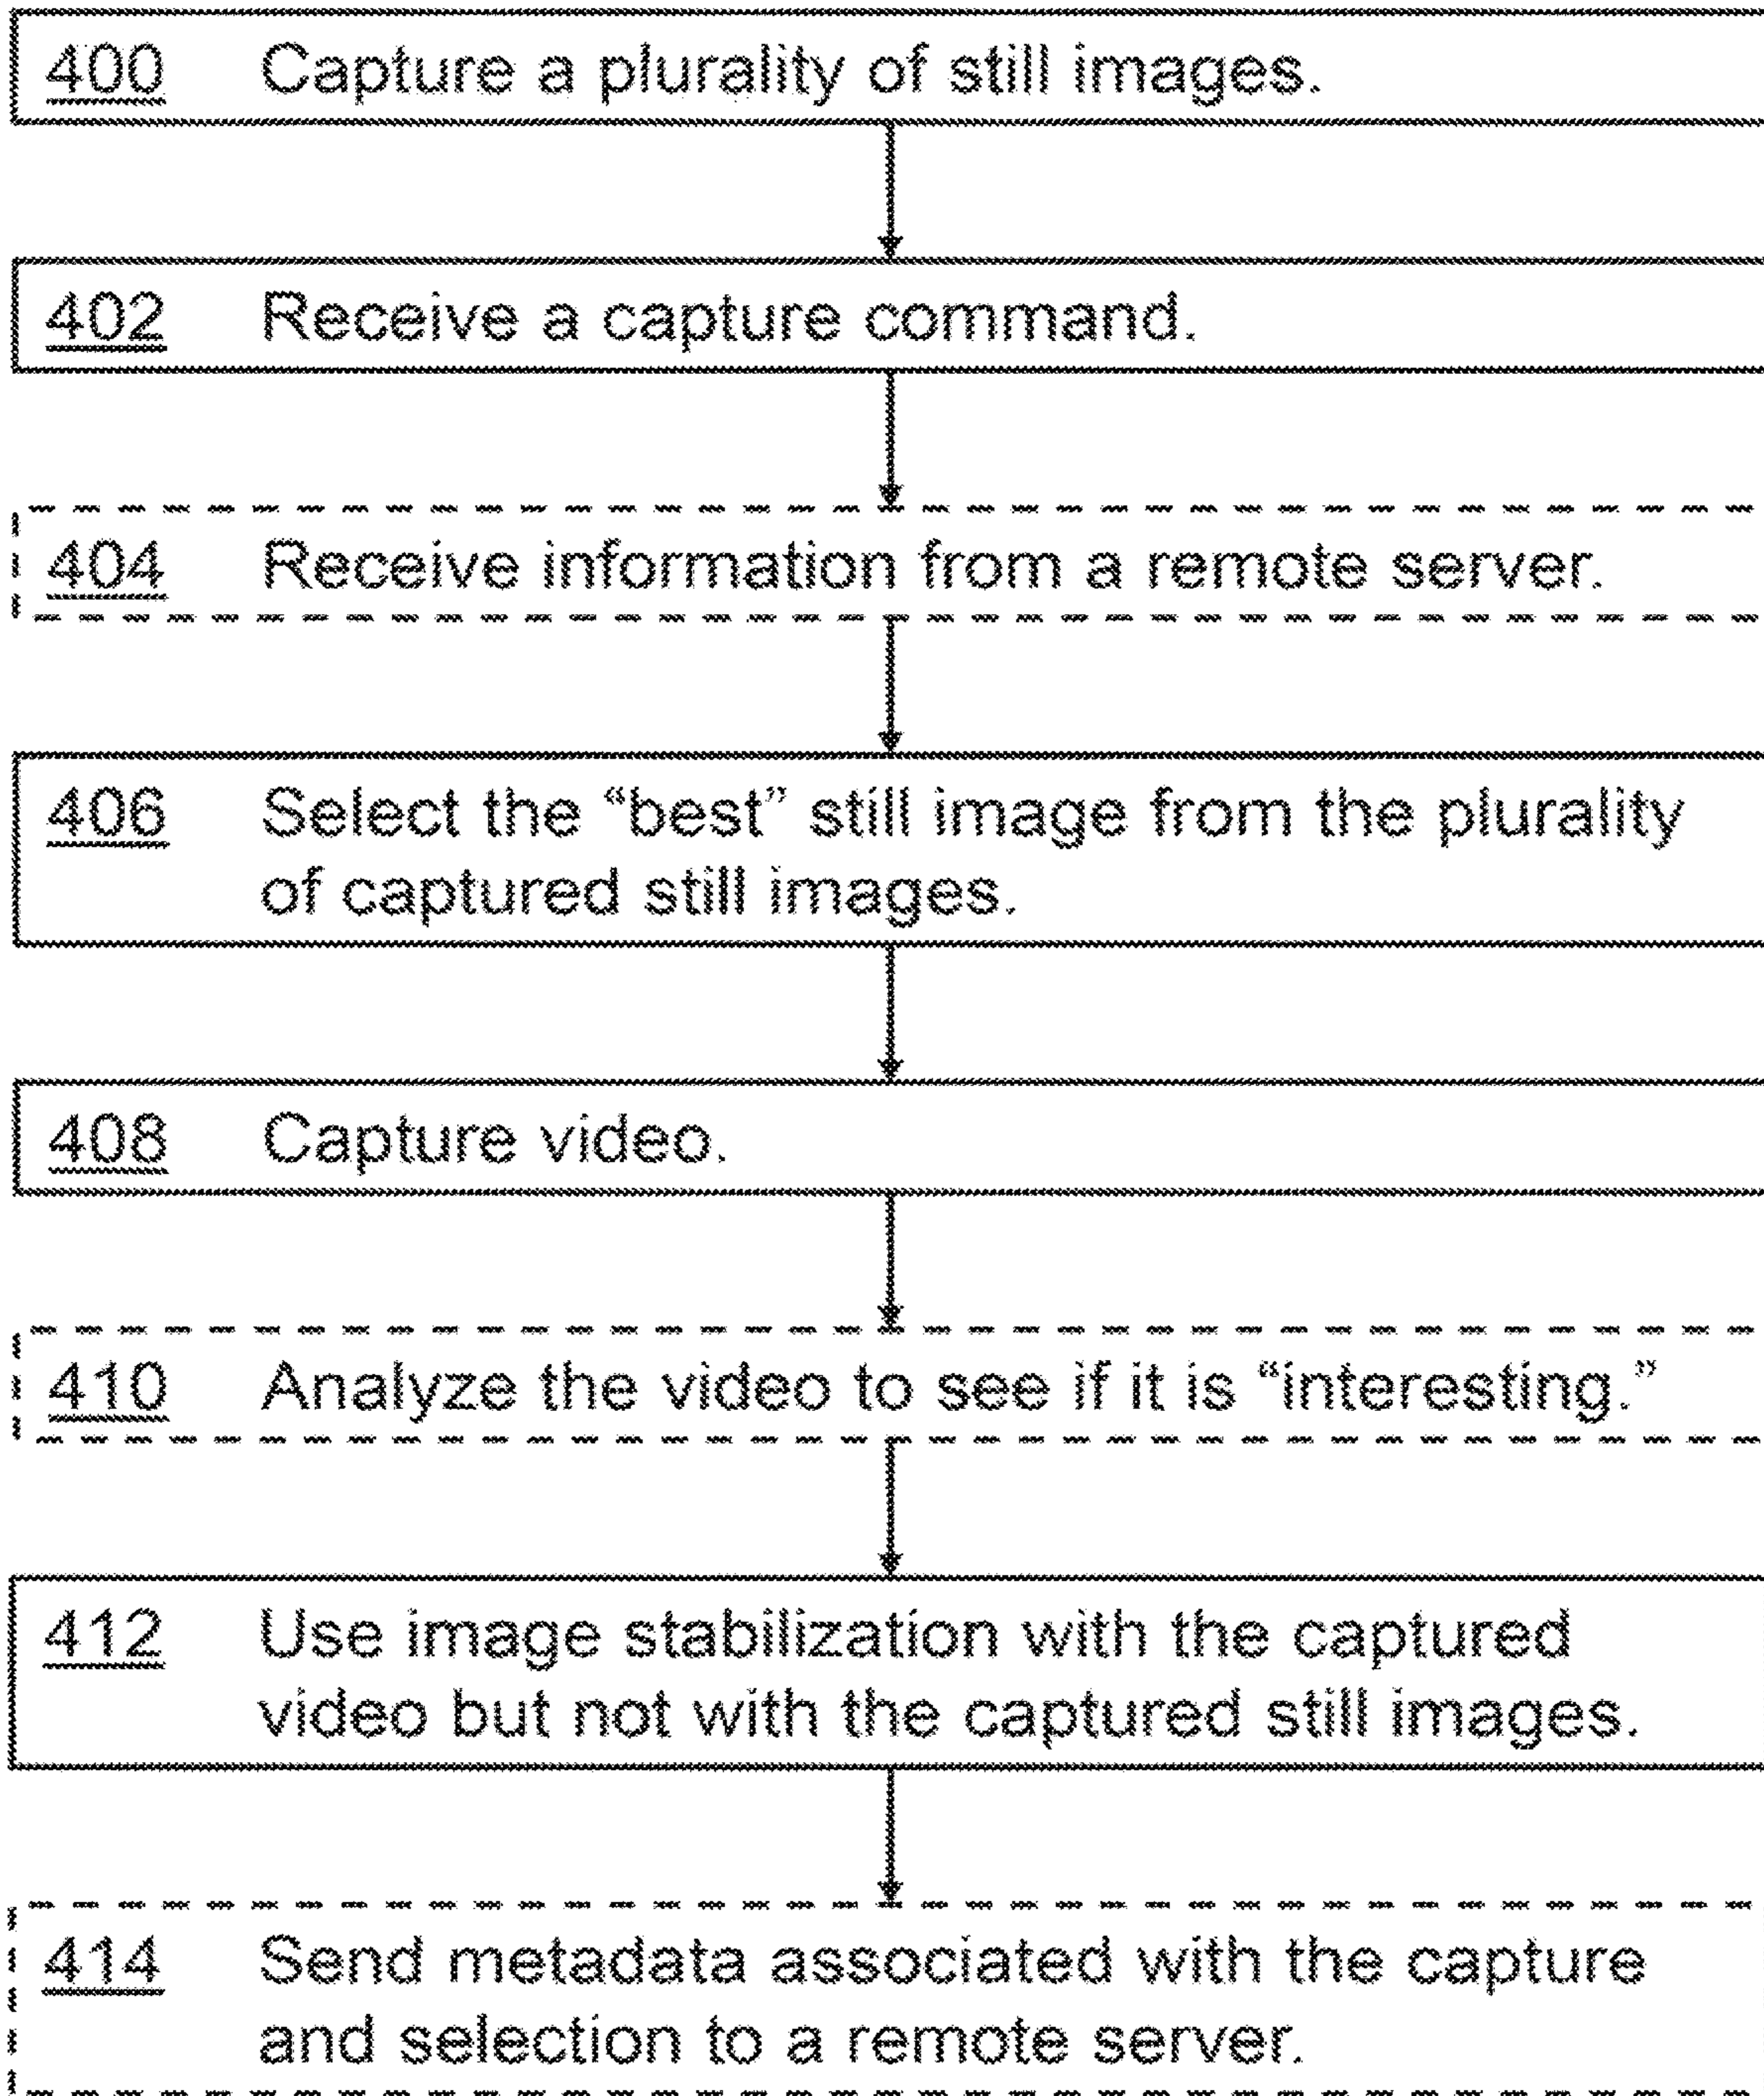 400 Capture a plurality of still images.
402 Receive a capture command.
404 Receive information from a remote server.
406 Select the “best” still image from the plurality
of captured still images.
408 Capture video.
410 Analyze the video to see if it is “interesting.”
412 Use image stabilization with the captured
video but not with the captured still images.
414 Send metadata associated with the capture
and selection to a remote server.